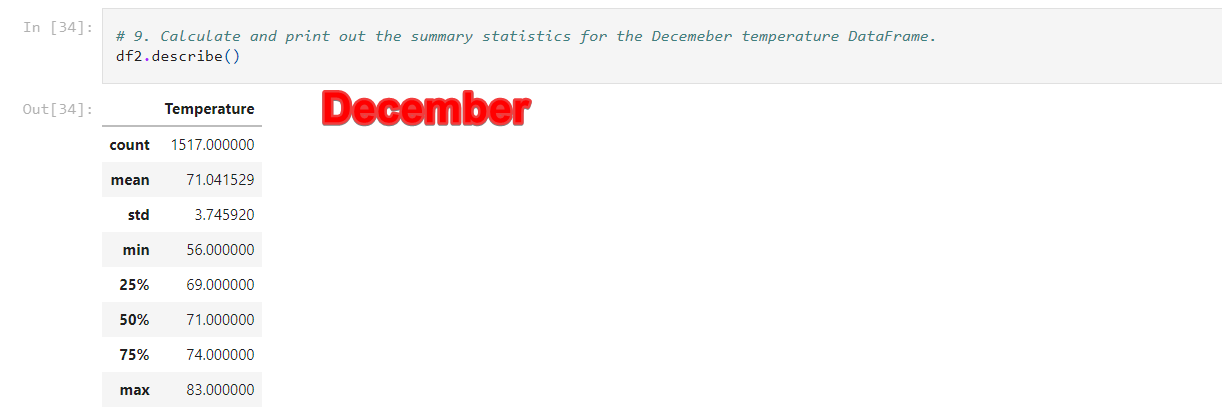 In [34]:
# 9. Calculate and print out the summary statistics for the Decemeber temperature DataFrame.
df2.describe()
Out[34]:
December
Temperature
count 1517.000000
mean 71.041529
std 3.745920
min 56.000000
25% 69.000000
50% 71.000000
75% 74.000000
max 83.000000